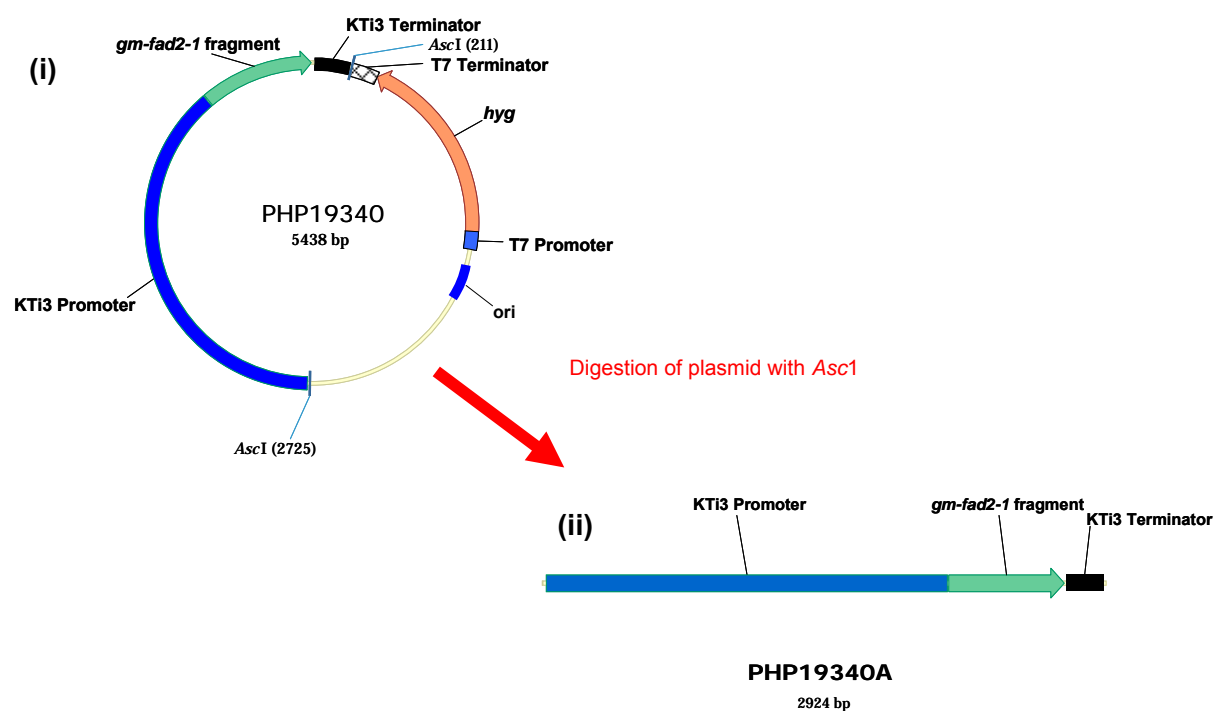 KTi3 Terminator
gm-fad2-1 fragment
AscI (211)
(i)
T7 Terminator
hyg
PHP19340
5438 bp
T7 Promoter
KTi3 Promoter
ori
Digestion of plasmid with Asc1
AscI (2725)
KTi3 Promoter
gm-fad2-1 fragment
KTi3 Terminator
(ii)
PHP19340A
2924 bp